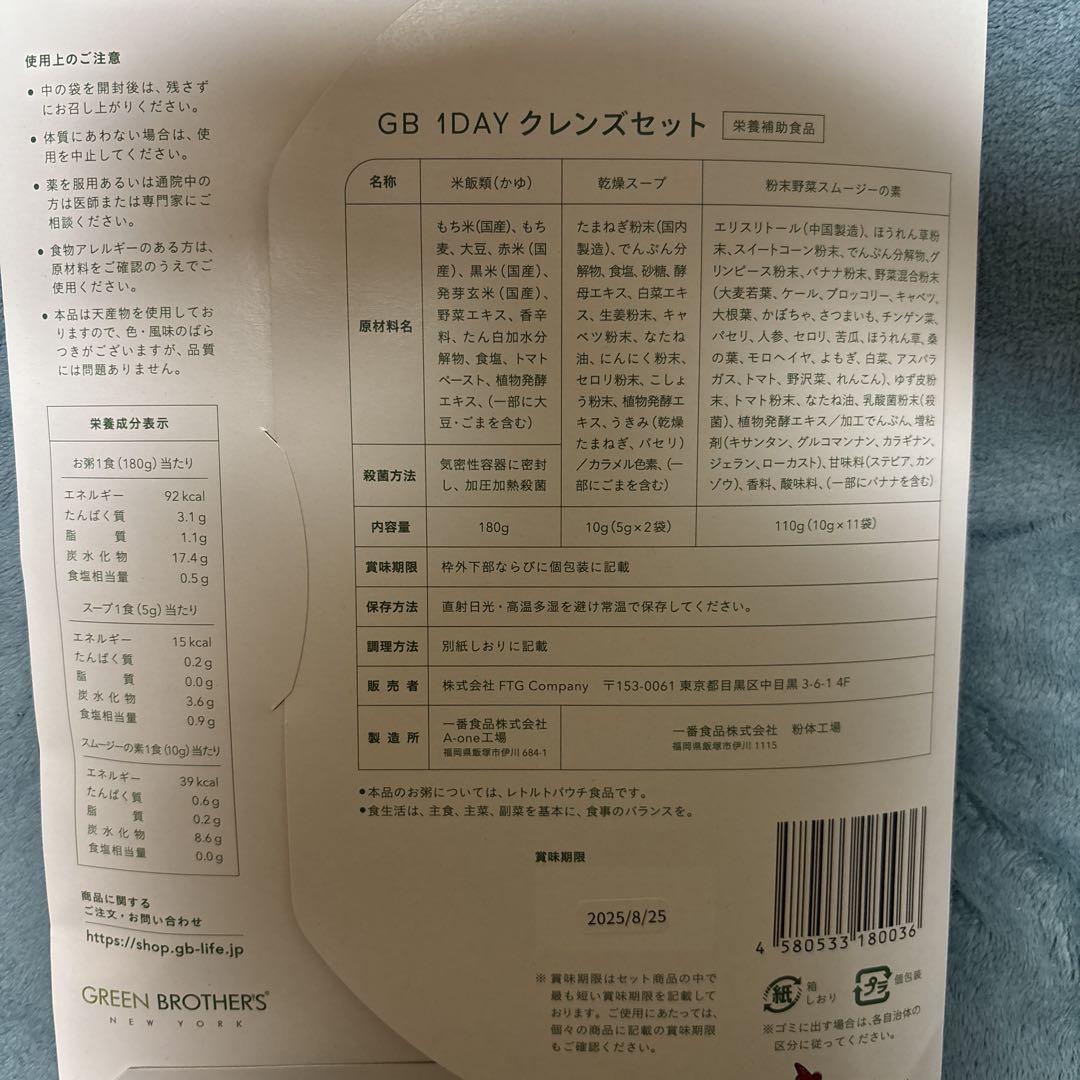 使用上のご注意
● 中の袋を開封後は、残さず
にお召し上がりください。
● 体質にあわない場合は、使
用を中止してください。
● 薬を服用あるいは通院中の
方は医師または専門家にご
相談ください。
● 食物アレルギーのある方は、
原材料をご確認のうえでご
使用ください。
● 本品は天産物を使用してお
りますので、色・風味のばら
つきがございますが、品質
には問題ありません。
栄養成分表示
お粥1食(180g)当たり
エネルギー 92kcal
たんぱく質 3.1g
脂質 1.1g
炭水化物 17.4g
食塩相当量 0.5g
スープ1食(5g)当たり
エネルギー 15kcal
たんぱく質 0.2g
脂質 0.0g
炭水化物 3.6g
食塩相当量 0.9g
スムージーの素1食(10g)当たり
エネルギー 39kcal
たんぱく質 0.6g
脂質 0.2g
炭水化物 8.6g
食塩相当量 0.0g
商品に関する
ご注文・お問い合わせ
https://shop.gb-life.jp
GREEN BROTHER'S®
NEW YORK
GB 1DAY クレンズセット 栄養補助食品
名称 米飯類(かゆ) 乾燥スープ 粉末野菜スムージーの素
原材料名
もち米(国産)、もち
麦、大豆、赤米(国
産)、黒米(国産)、
発芽玄米(国産)、
野菜エキス、香辛
料、たん白加水分
解物、食塩、トマト
ペースト、植物発酵
エキス、(一部に大
豆・ごまを含む)
たまねぎ粉末(国内
製造)、でんぷん分
解物、食塩、砂糖、酵
母エキス、白菜エキ
ス、生姜粉末、キャ
ベツ粉末、なたね
油、にんにく粉末、
セロリ粉末、こしょ
う粉末、植物発酵エ
キス、うきみ(乾燥
たまねぎ、パセリ)
/カラメル色素、(一
部にごまを含む)
エリスリトール(中国製造)、ほうれん草粉
末、スイートコーン粉末、でんぷん分解物、グ
リンピース粉末、バナナ粉末、野菜混合粉末
(大麦若葉、ケール、ブロッコリー、キャベツ、
大根葉、かぼちゃ、さつまいも、チンゲン菜、
パセリ、人参、セロリ、苦瓜、ほうれん草、桑
の葉、モロヘイヤ、よもぎ、白菜、アスパラ
ガス、トマト、野沢菜、れんこん)、ゆず皮粉
末、トマト粉末、なたね油、乳酸菌粉末(殺
菌)、植物発酵エキス/加工でんぷん、増粘
剤(キサンタン、グルコマンナン、カラギナン、
ジェラン、ローカスト)、甘味料(ステビア、カン
ゾウ)、香料、酸味料、(一部にバナナを含む)
殺菌方法
気密性容器に密封
し、加圧加熱殺菌
内容量 180g 10g(5g×2袋) 110g(10g×11袋)
賞味期限 枠外下部ならびに個包装に記載
保存方法 直射日光・高温多湿を避け常温で保存してください。
調理方法 別紙しおりに記載
販売者 株式会社 FTG Company 〒153-0061 東京都目黒区中目黒 3-6-1 4F
製造所
一番食品株式会社
A-one工場
福岡県飯塚市伊川 684-1
一番食品株式会社 粉体工場
福岡県飯塚市伊川 1115
●本品のお粥については、レトルトパウチ食品です。
●食生活は、主食、主菜、副菜を基本に、食事のバランスを。
賞味期限
2025/8/25
4 580533 180036
※賞味期限はセット商品の中で
最も短い賞味期限を記載して
おります。ご使用にあたっては、
個々の商品に記載の賞味期限
もご確認ください。
紙 箱
しおり
プラ 個包装
※ゴミに出す場合は、各自治体の
区分に従ってください。